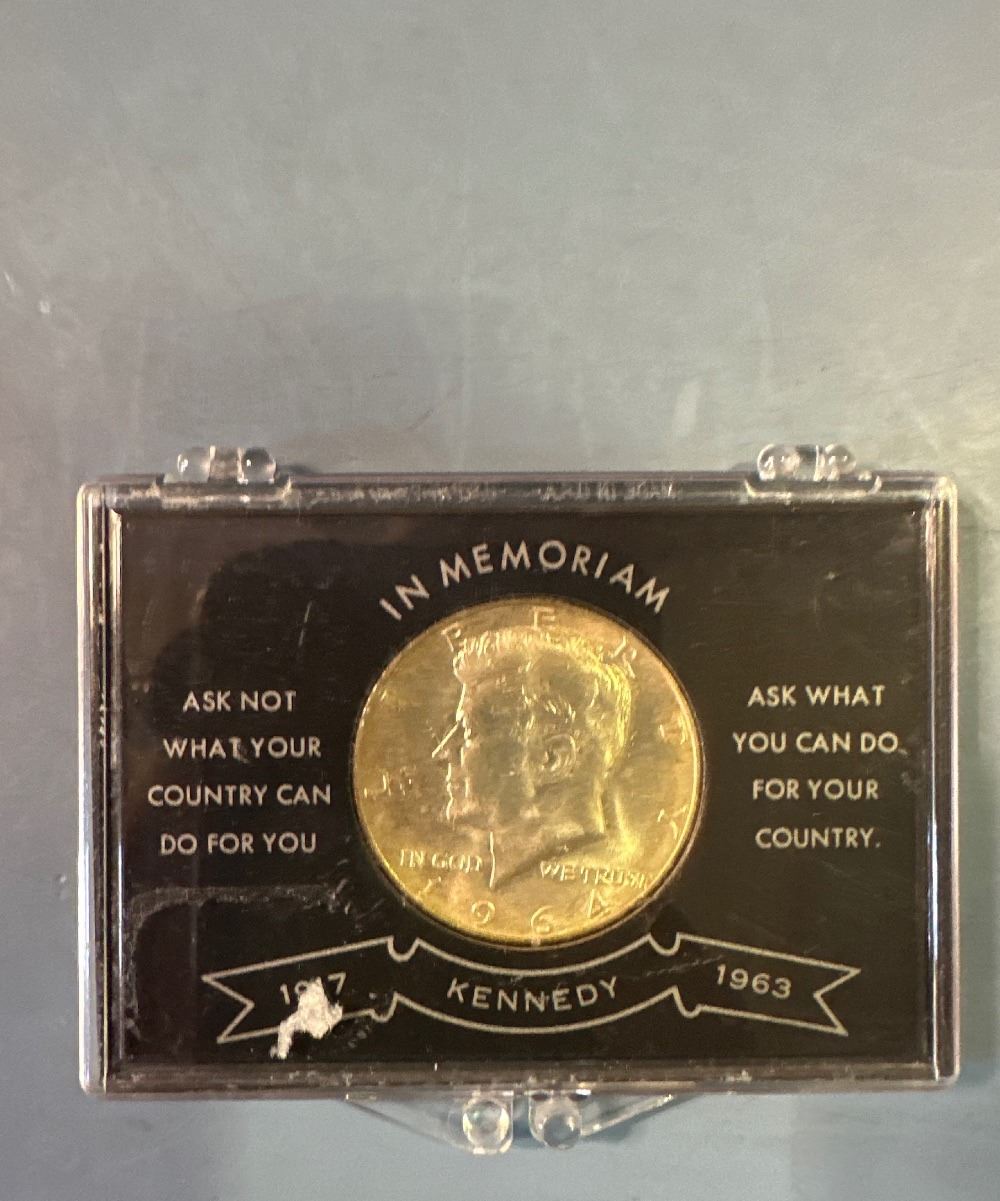 IN MEMORIAM
ASK NOT
WHAT YOUR
COUNTRY CAN
DO FOR YOU
LIBERTY
IN GOD WE TRUST
1964
ASK WHAT
YOU CAN DO
FOR YOUR
COUNTRY.
KENNEDY
1963